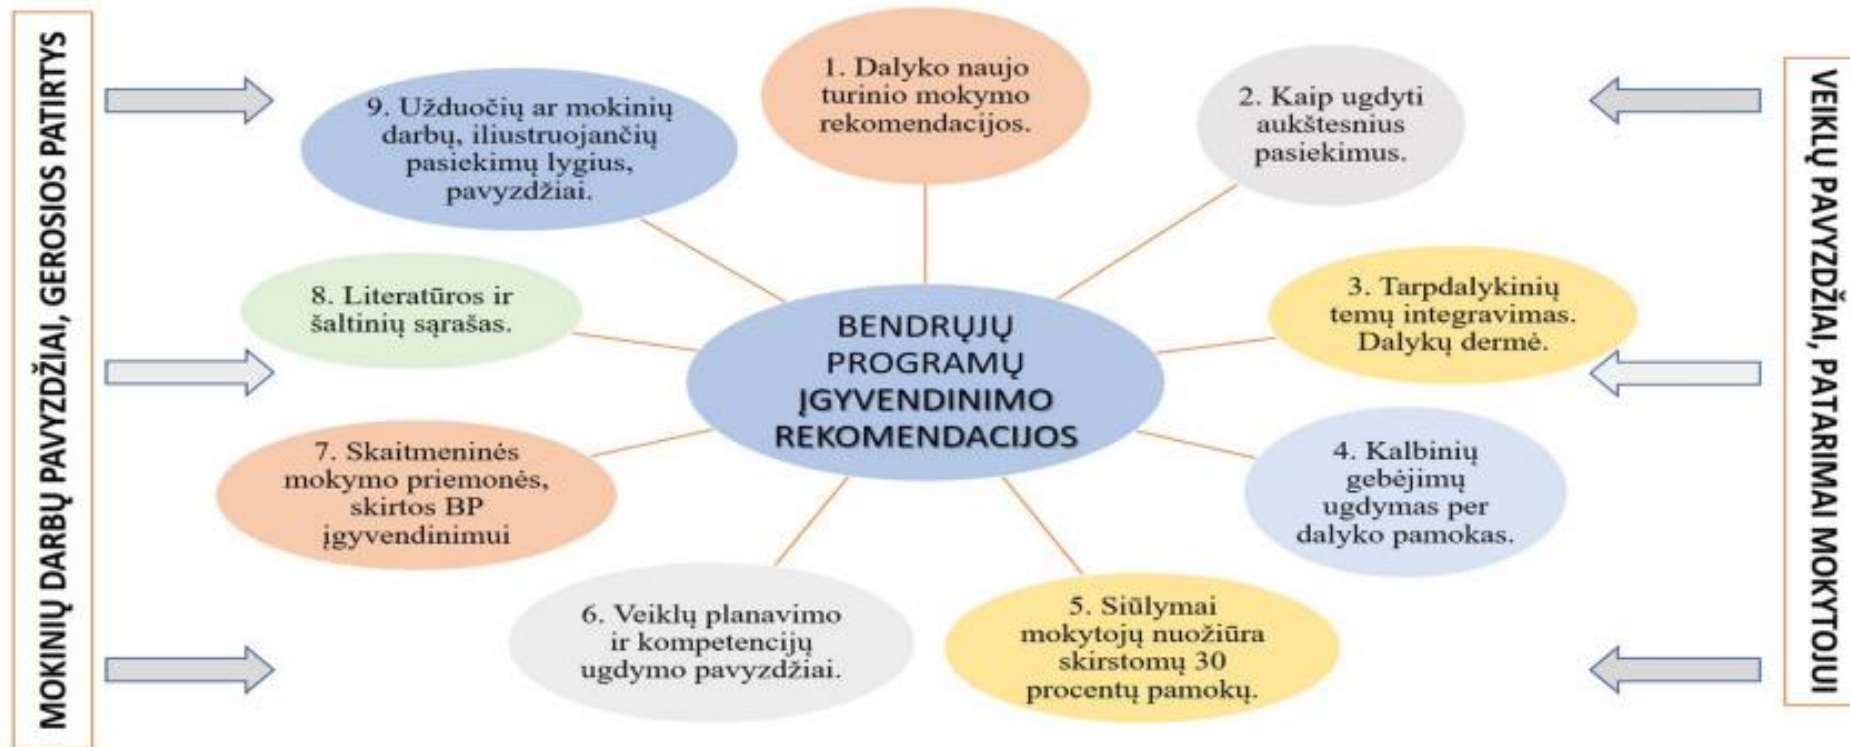 MOKINIŲ DARBŲ PAVYZDŽIAI, GEROSIOS PATIRTYS
1. Dalyko naujo
turinio mokymo
rekomendacijos.
2. Kaip ugdyti
aukštesnius
pasiekimus.
3. Tarpdalykinių
temų integravimas.
Dalykų dermė.
4. Kalbinių
gebėjimų
ugdymas per
dalyko pamokas.
5. Siūlymai
mokytojų nuožiūra
skirstomų 30
procentų pamokų.
6. Veiklų planavimo
ir kompetencijų
ugdymo pavyzdžiai.
7. Skaitmeninės
mokymo priemonės,
skirtos BP
įgyvendinimui
8. Literatūros ir
šaltinių sąrašas.
9. Užduočių ar mokinių
darbų, iliustruojančių
pasiekimų lygius,
pavyzdžiai.
BENDRŲJŲ
PROGRAMŲ
ĮGYVENDINIMO
REKOMENDACIJOS
VEIKLŲ PAVYZDŽIAI, PATARIMAI MOKYTOJUI